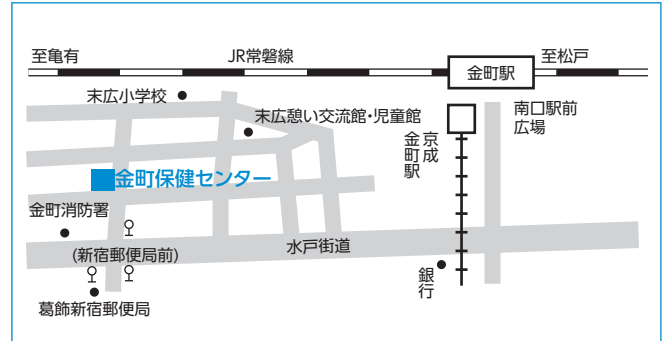 至亀有
JR常磐線
金町駅
至松戸
末広小学校
末広憩い交流館・児童館
京成
金町駅
南口駅前
広場
金町保健センター
金町消防署
(新宿郵便局前)
水戸街道
銀行
葛飾新宿郵便局